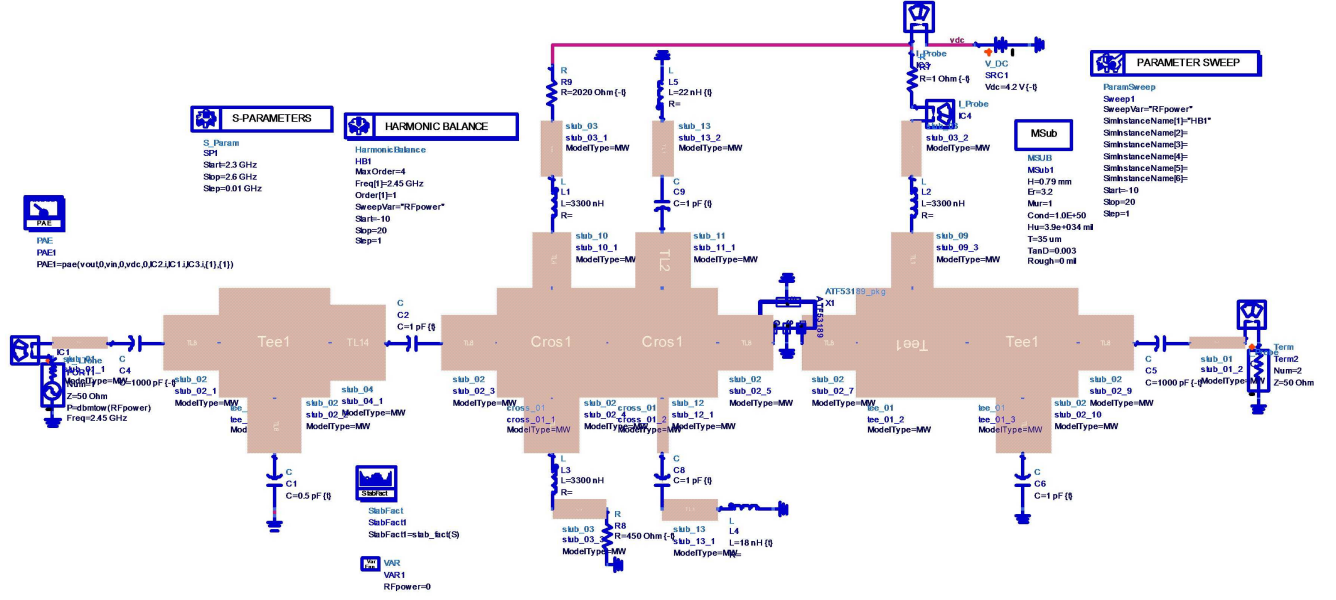 vdc
I_Probe
V_DC
SRC1
Vdc=4.2 V{-t}
R=1 Ohm {-t}
I_Probe
IC4
PARAMETER SWEEP
ParamSweep
Sweep1
SweepVar="RFpower"
SimInstanceName[1]="HB1"
SimInstanceName[2]=
SimInstanceName[3]=
SimInstanceName[4]=
SimInstanceName[5]=
SimInstanceName[6]=
Start=-10
Stop=20
Step=1
MSub
MSUB
MSub1
H=0.79 mm
Er=3.2
Mur=1
Cond=1.0E+50
Hu=3.9e+034 mil
T=35 um
TanD=0.003
Rough=0 mil
S-PARAMETERS
S_Param
SP1
Start=2.3 GHz
Stop=2.6 GHz
Step=0.01 GHz
HARMONIC BALANCE
HarmonicBalance
HB1
MaxOrder=4
Freq[1]=2.45 GHz
Order[1]=1
SweepVar="RFpower"
Start=-10
Stop=20
Step=1
R
R9
R=2020 Ohm {-t}
L
L5
L=22 nH {t}
R=
stub_03
stub_03_1
ModelType=MW
stub_13
stub_13_2
ModelType=MW
stub_03_2
ModelType=MW
L
L1
L=3300 nH
R=
C
C9
C=1 pF {t}
L
L2
L=3300 nH
R=
PAE
PAE
PAE1
PAE1=pae(vout,0,vin,0,vdc,0,IC2.i,IC1.i,IC3.i,{1},{1})
stub_10
stub_10_1
ModelType=MW
TL2
stub_11
stub_11_1
ModelType=MW
stub_09
stub_09_3
ModelType=MW
ATF53189_pkg
X1
ATF53189
Tee1
TL14
C
C2
C=1 pF {t}
Cros1
Cros1
Tee1
Tee1
IC1
Num=1
Z=50 Ohm
P=dbmtow(RFpower)
Freq=2.45 GHz
C
C4
C=1000 pF {-t}
stub_02
stub_02_1
ModelType=MW
stub_04
stub_04_1
ModelType=MW
stub_02
stub_02_3
ModelType=MW
cross_01
cross_01_1
ModelType=MW
stub_02
stub_02_4
cross_01
cross_01_2
stub_12
stub_12_1
ModelType=MW
stub_02
stub_02_5
ModelType=MW
stub_02
stub_02_7
ModelType=MW
tee_01
tee_01_2
ModelType=MW
tee_01
tee_01_3
ModelType=MW
stub_02
stub_02_10
ModelType=MW
stub_02
stub_02_9
ModelType=MW
C
C5
C=1000 pF {-t}
stub_01
stub_01_2
ModelType=MW
Term2
Num=2
Z=50 Ohm
C
C1
C=0.5 pF {t}
L
L3
L=3300 nH
R=
C
C8
C=1 pF {t}
C
C6
C=1 pF {t}
StabFact
StabFact
StabFact1
StabFact1=stab_fact(S)
stub_03
stub_03_3
ModelType=MW
R
R8
R=450 Ohm {-t}
stub_13
stub_13_1
ModelType=MW
L
L4
L=18 nH {t}
R=
Var
Eqn
VAR
VAR1
RFpower=0